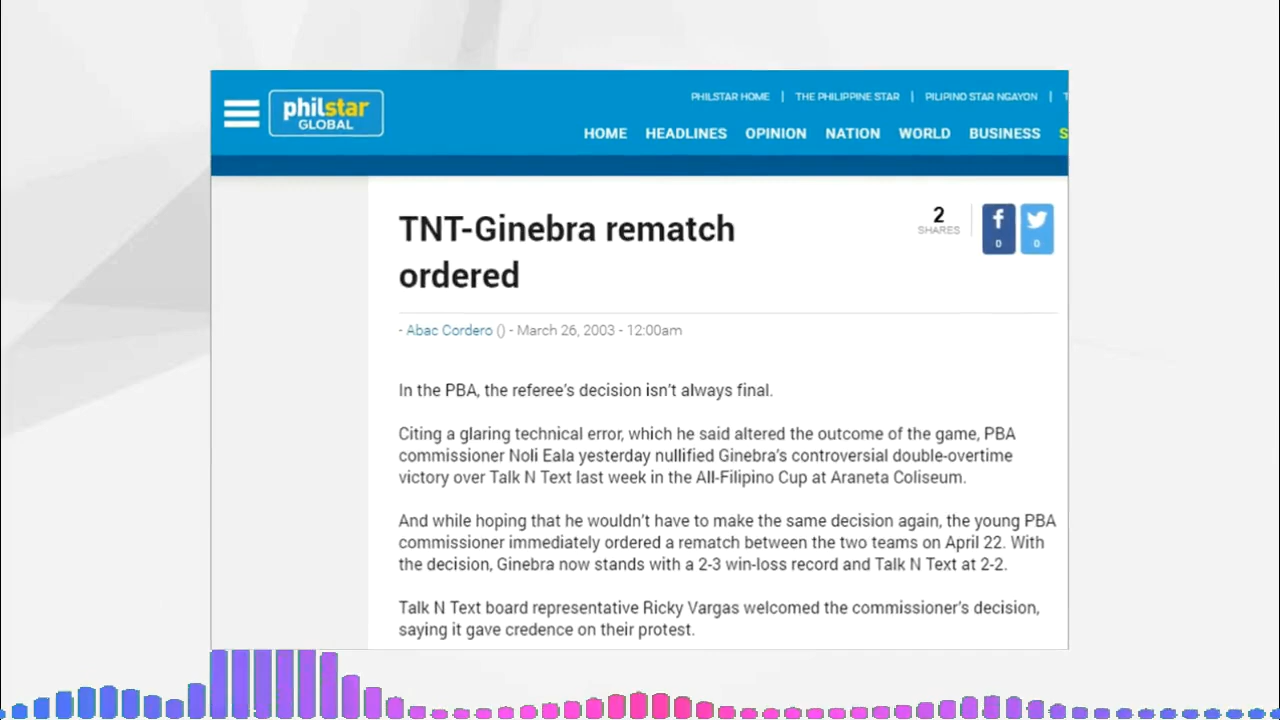 philstar
GLOBAL
PHILSTAR HOME | THE PHILIPPINE STAR | PILIPINO STAR NGAYON |
HOME HEADLINES OPINION NATION WORLD BUSINESS S
TNT-Ginebra rematch
ordered
2
SHARES
0 0
- Abac Cordero () - March 26, 2003 - 12:00am
In the PBA, the referee's decision isn't always final.
Citing a glaring technical error, which he said altered the outcome of the game, PBA
commissioner Noli Eala yesterday nullified Ginebra's controversial double-overtime
victory over Talk N Text last week in the All-Filipino Cup at Araneta Coliseum.
And while hoping that he wouldn't have to make the same decision again, the young PBA
commissioner immediately ordered a rematch between the two teams on April 22. With
the decision, Ginebra now stands with a 2-3 win-loss record and Talk N Text at 2-2.
Talk N Text board representative Ricky Vargas welcomed the commissioner's decision,
saying it gave credence on their protest.